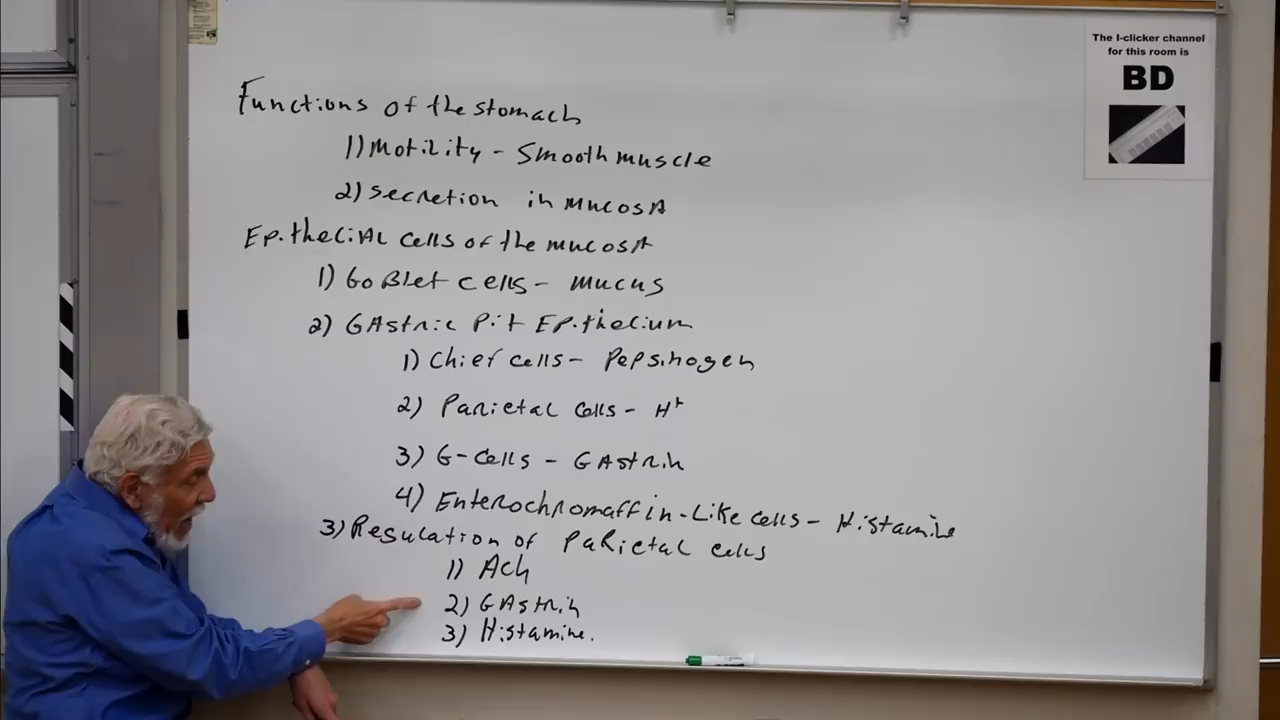 The I-clicker channel
for this room is
BD
Functions of the stomach
1) Motility - Smooth muscle
2) secretion in mucosA
Epithelial cells of the mucosA
1) Goblet cells - mucus
2) GAstric Pit Epithelium
1) Chief cells - Pepsinogen
2) Parietal cells - H+
3) G-cells - GAstrin
4) Enterochromaffin-Like cells - Histamine
3) Regulation of PaRietal cells
1) Ach
2) GAstrin
3) Histamine.